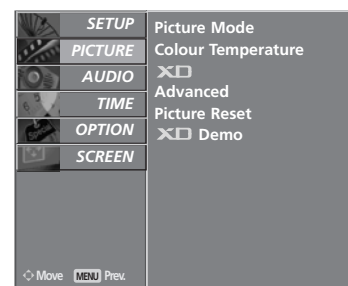 SETUP
PICTURE
AUDIO
TIME
OPTION
SCREEN
Picture Mode
Colour Temperature
XD
Advanced
Picture Reset
XD Demo
Move MENU Prev.